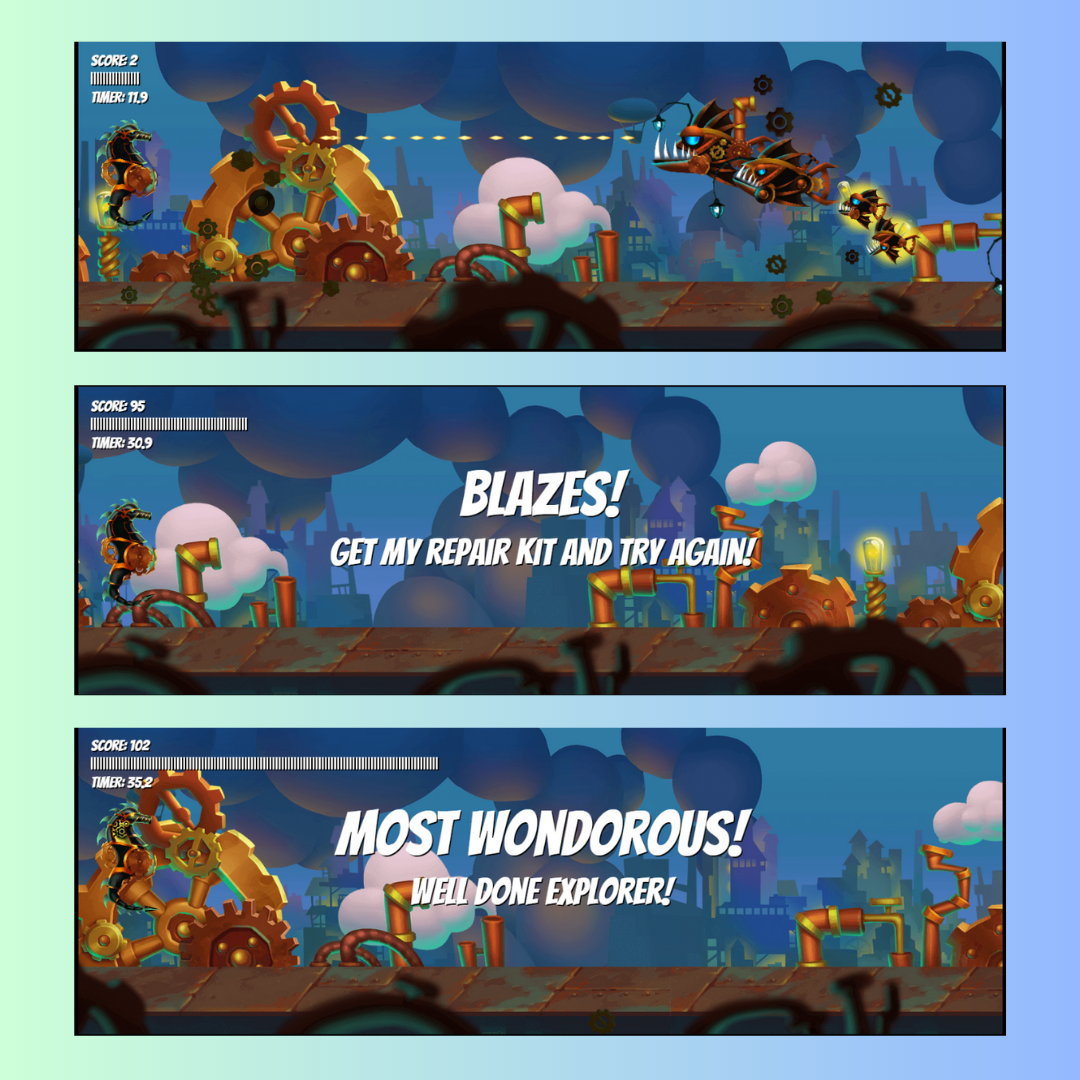 SCORE: 2
TIMER: 11.9
SCORE: 95
TIMER: 30.9
BLAZES!
GET MY REPAIR KIT AND TRY AGAIN!
SCORE: 102
TIMER: 35.2
MOST WONDOROUS!
WELL DONE EXPLORER!